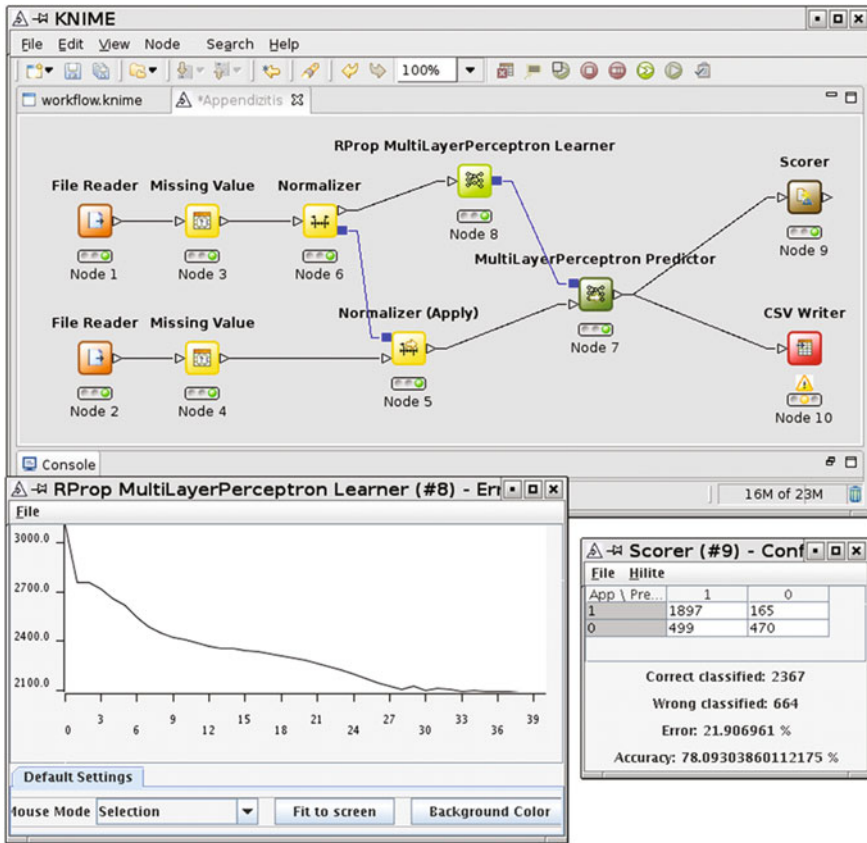 KNIME
File Edit View Node Search Help
100%
workflow.knime *Appendizitis
RProp MultiLayerPerceptron Learner
Scorer
File Reader Missing Value Normalizer
Node 8
Node 9
Node 1 Node 3 Node 6
MultiLayerPerceptron Predictor
File Reader Missing Value Normalizer (Apply)
CSV Writer
Node 7
Node 2 Node 4 Node 5
Node 10
Console
16M of 23M
RProp MultiLayerPerceptron Learner (#8) - Err
File
3000.0
2700.0
2400.0
2100.0
0 3 6 9 12 15 18 21 24 27 30 33 36 39
Default Settings
Mouse Mode Selection Fit to screen Background Color
Scorer (#9) - Conf
File Hilite
App \ Pre... 1 0
1 1897 165
0 499 470
Correct classified: 2367
Wrong classified: 664
Error: 21.906961 %
Accuracy: 78.09303860112175 %